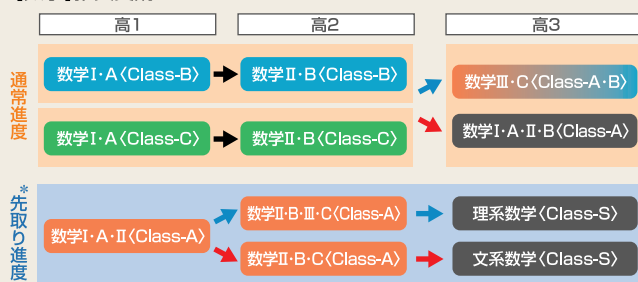 高1 高2 高3
通常進度
数学Ⅰ・A〈Class-B〉 数学Ⅱ・B〈Class-B〉
数学Ⅲ・C〈Class-A・B〉
数学Ⅰ・A〈Class-C〉 数学Ⅱ・B〈Class-C〉
数学Ⅰ・A・Ⅱ・B〈Class-A〉
*先取り進度
数学Ⅰ・A・Ⅱ〈Class-A〉
数学Ⅱ・B・Ⅲ・C〈Class-A〉 理系数学〈Class-S〉
数学Ⅱ・B・C〈Class-A〉 文系数学〈Class-S〉